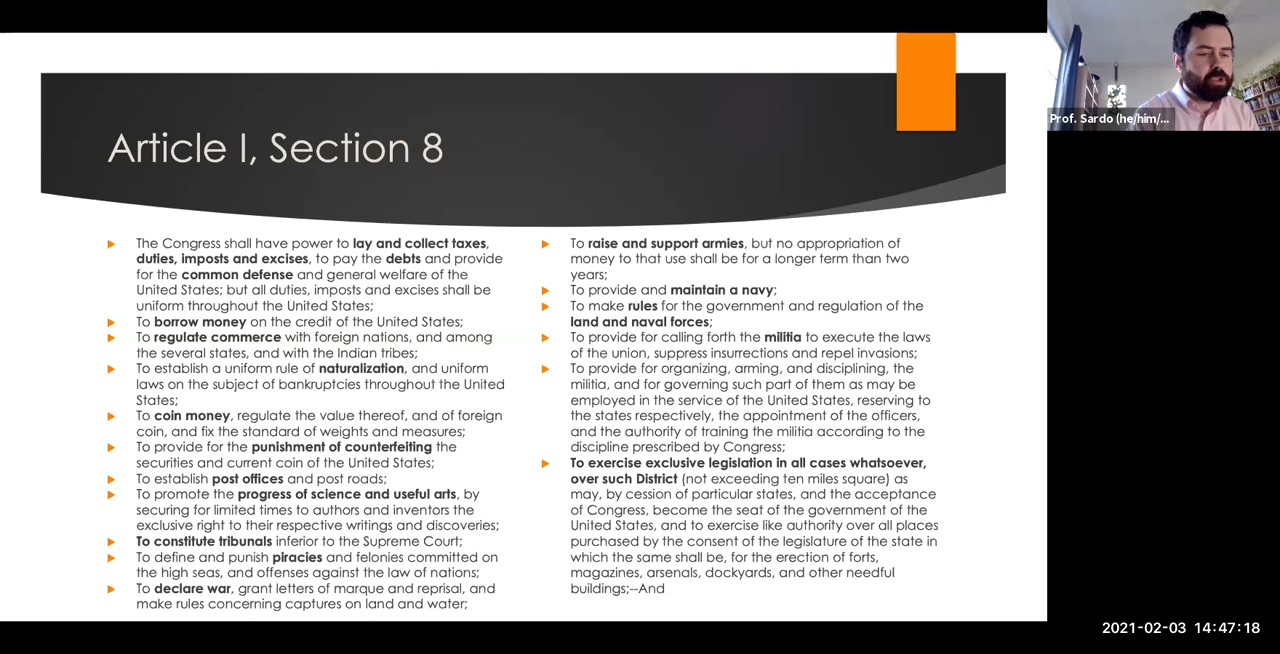 Article I, Section 8
The Congress shall have power to lay and collect taxes,
duties, imposts and excises, to pay the debts and provide
for the common defense and general welfare of the
United States; but all duties, imposts and excises shall be
uniform throughout the United States;
To borrow money on the credit of the United States;
To regulate commerce with foreign nations, and among
the several states, and with the Indian tribes;
To establish a uniform rule of naturalization, and uniform
laws on the subject of bankruptcies throughout the United
States;
To coin money, regulate the value thereof, and of foreign
coin, and fix the standard of weights and measures;
To provide for the punishment of counterfeiting the
securities and current coin of the United States;
To establish post offices and post roads;
To promote the progress of science and useful arts, by
securing for limited times to authors and inventors the
exclusive right to their respective writings and discoveries;
To constitute tribunals inferior to the Supreme Court;
To define and punish piracies and felonies committed on
the high seas, and offenses against the law of nations;
To declare war, grant letters of marque and reprisal, and
make rules concerning captures on land and water;
To raise and support armies, but no appropriation of
money to that use shall be for a longer term than two
years;
To provide and maintain a navy;
To make rules for the government and regulation of the
land and naval forces;
To provide for calling forth the militia to execute the laws
of the union, suppress insurrections and repel invasions;
To provide for organizing, arming, and disciplining, the
militia, and for governing such part of them as may be
employed in the service of the United States, reserving to
the states respectively, the appointment of the officers,
and the authority of training the militia according to the
discipline prescribed by Congress;
To exercise exclusive legislation in all cases whatsoever,
over such District (not exceeding ten miles square) as
may, by cession of particular states, and the acceptance
of Congress, become the seat of the government of the
United States, and to exercise like authority over all places
purchased by the consent of the legislature of the state in
which the same shall be, for the erection of forts,
magazines, arsenals, dockyards, and other needful
buildings;--And
Prof. Sardo (he/him/...
2021-02-03 14:47:18